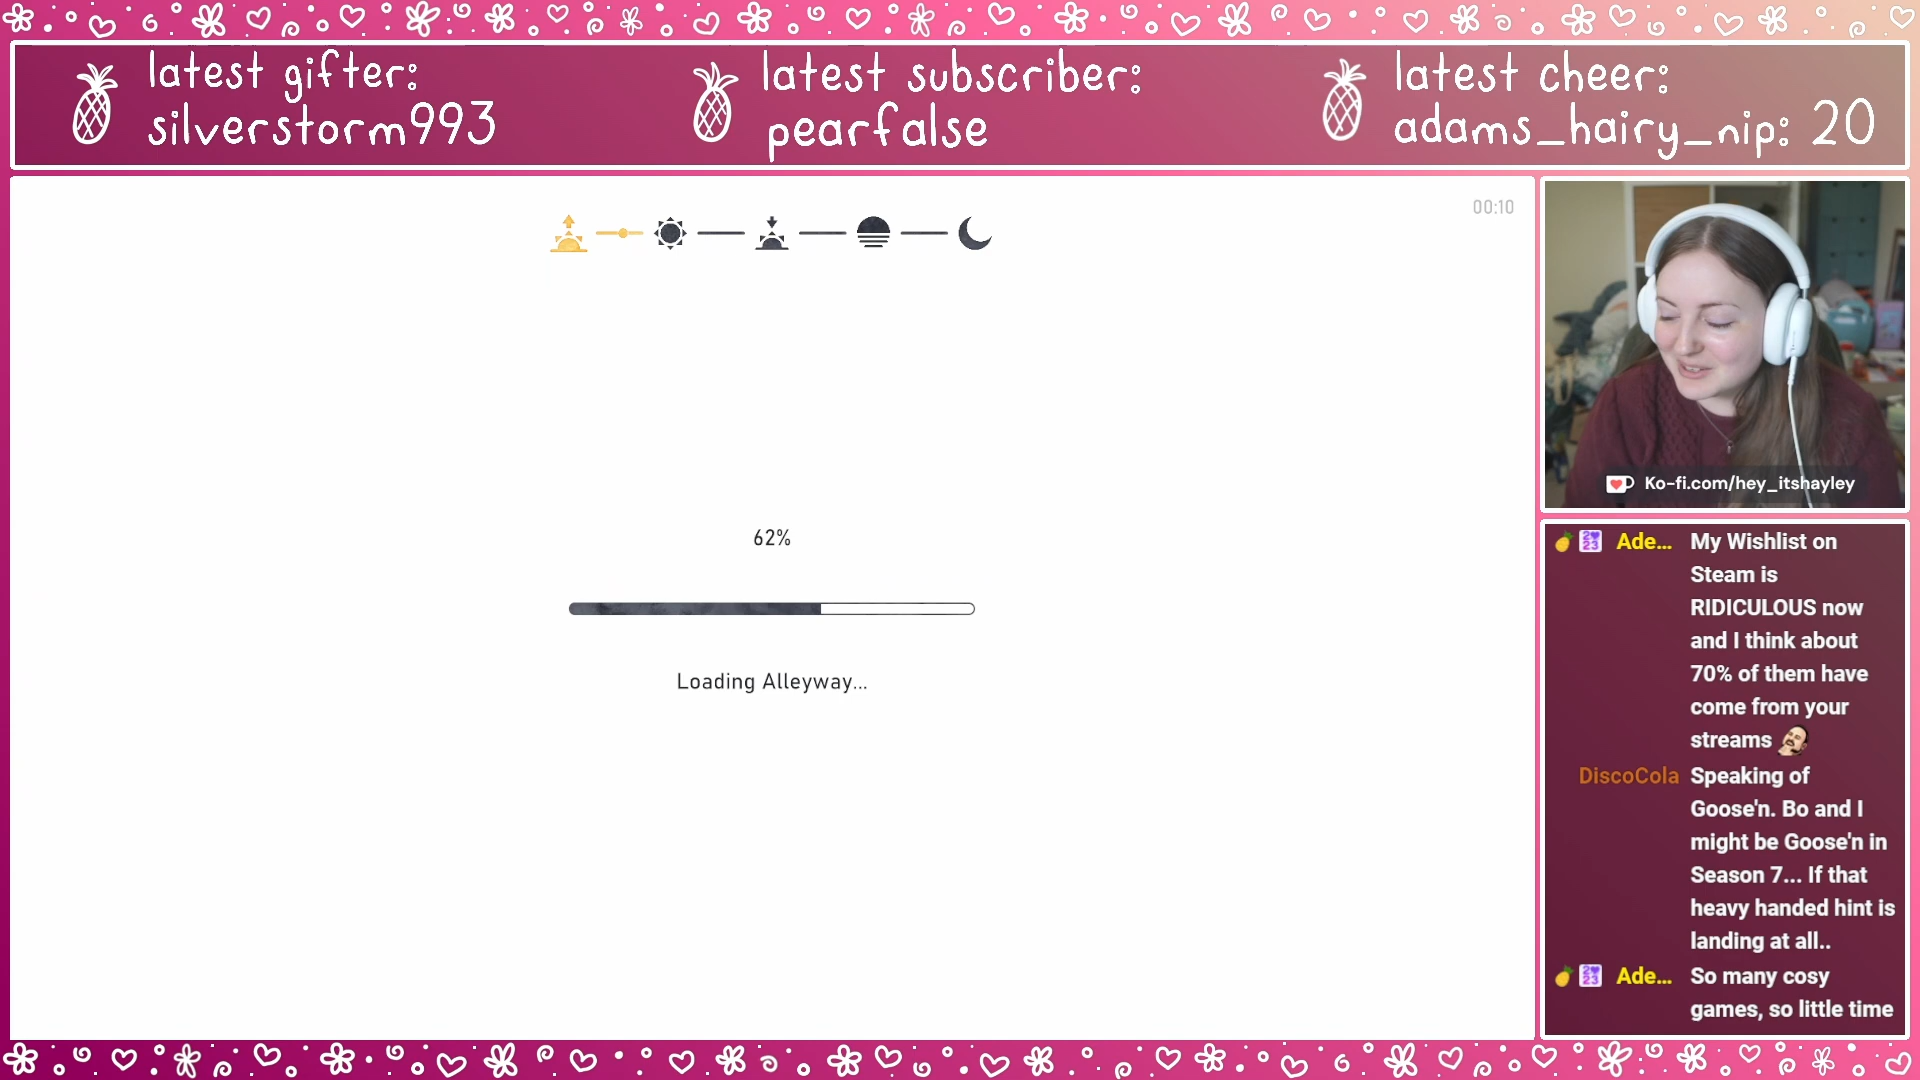 latest gifter:
silverstorm993
latest subscriber:
pearfalse
latest cheer:
adams_hairy_nip: 20
00:10
62%
Loading Alleyway...
Ko-fi.com/hey_itshayley
Ade... My Wishlist on
Steam is
RIDICULOUS now
and I think about
70% of them have
come from your
streams
DiscoCola Speaking of
Goose'n. Bo and I
might be Goose'n in
Season 7... If that
heavy handed hint is
landing at all..
Ade... So many cosy
games, so little time